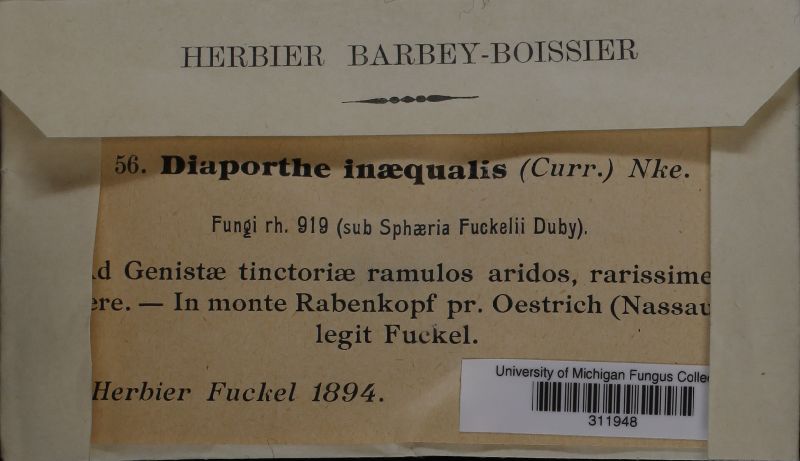 HERBIER BARBEY-BOISSIER
56. Diaporthe inæqualis (Curr.) Nke.
Fungi rh. 919 (sub Sphæria Fuckelii Duby).
d Genistæ tinctoriæ ramulos aridos, rarissime
ere. — In monte Rabenkopf pr. Oestrich (Nassau
legit Fuckel.
Herbier Fuckel 1894.
University of Michigan Fungus Colle
311948